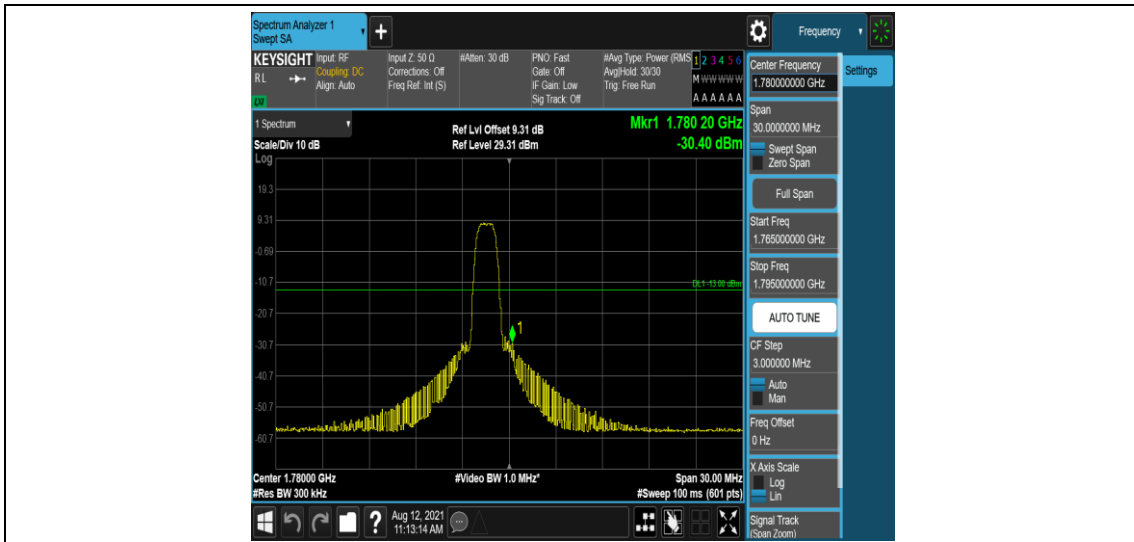 Spectrum Analyzer 1
Swept SA
+
Frequency
KEYSIGHT
RL
LM
Input: RF
Coupling: DC
Align: Auto
Input Z: 50 Ω
Corrections: Off
Freq Ref: Int (S)
#Atten: 30 dB
PNO: Fast
Gate: Off
IF Gain: Low
Sig Track: Off
#Avg Type: Power (RMS
Avg|Hold: 30/30
Trig: Free Run
1 2 3 4 5 6
M W W W W W
A A A A A A
1 Spectrum
Scale/Div 10 dB
Log
Ref Lvl Offset 9.31 dB
Ref Level 29.31 dBm
Mkr1 1.780 20 GHz
-30.40 dBm
19.3
9.31
-0.69
-10.7
DL1 -13.00 dBm
-20.7
1
-30.7
-40.7
-50.7
-60.7
Center 1.78000 GHz
#Res BW 300 kHz
#Video BW 1.0 MHz*
Span 30.00 MHz
#Sweep 100 ms (601 pts)
?
Aug 12, 2021
11:13:14 AM
Center Frequency
1.780000000 GHz
Settings
Span
30.0000000 MHz
Swept Span
Zero Span
Full Span
Start Freq
1.765000000 GHz
Stop Freq
1.795000000 GHz
AUTO TUNE
CF Step
3.000000 MHz
Auto
Man
Freq Offset
0 Hz
X Axis Scale
Log
Lin
Signal Track
(Span Zoom)